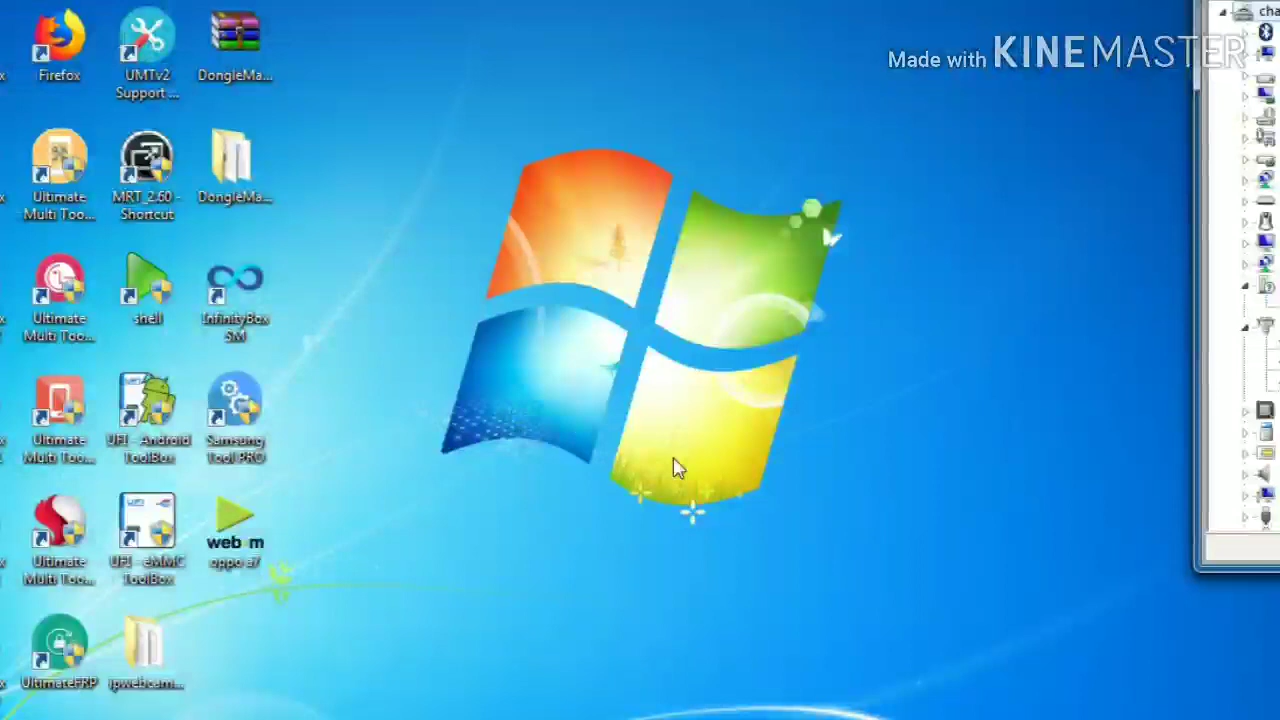 Made with KINEMASTER
cha
Firefox
UMTv2
Support ...
DongleMa...
Ultimate
Multi Too...
MRT_2.60 -
Shortcut
DongleMa...
Ultimate
Multi Too...
shell
InfinityBox
SM
Ultimate
Multi Too...
UFI - Android
ToolBox
Samsung
Tool PRO
Ultimate
Multi Too...
UFI - eMMC
ToolBox
web.m
oppo a7
UltimateFRP
ipwebcam...